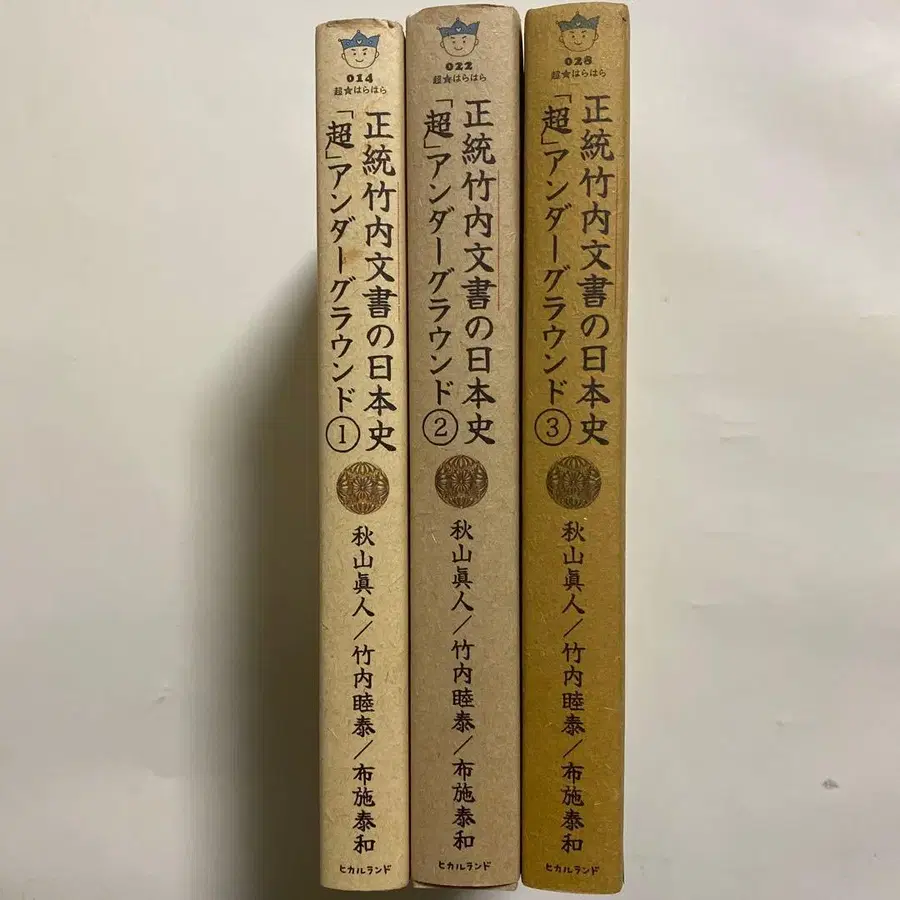 014
超★はらはら
正統竹内文書の日本史
「超」アンダーグラウンド①
秋山眞人/竹内睦泰/布施泰和
ヒカルランド
022
超★はらはら
正統竹内文書の日本史
「超」アンダーグラウンド②
秋山眞人/竹内睦泰/布施泰和
ヒカルランド
028
超★はらはら
正統竹内文書の日本史
「超」アンダーグラウンド③
秋山眞人/竹内睦泰/布施泰和
ヒカルランド